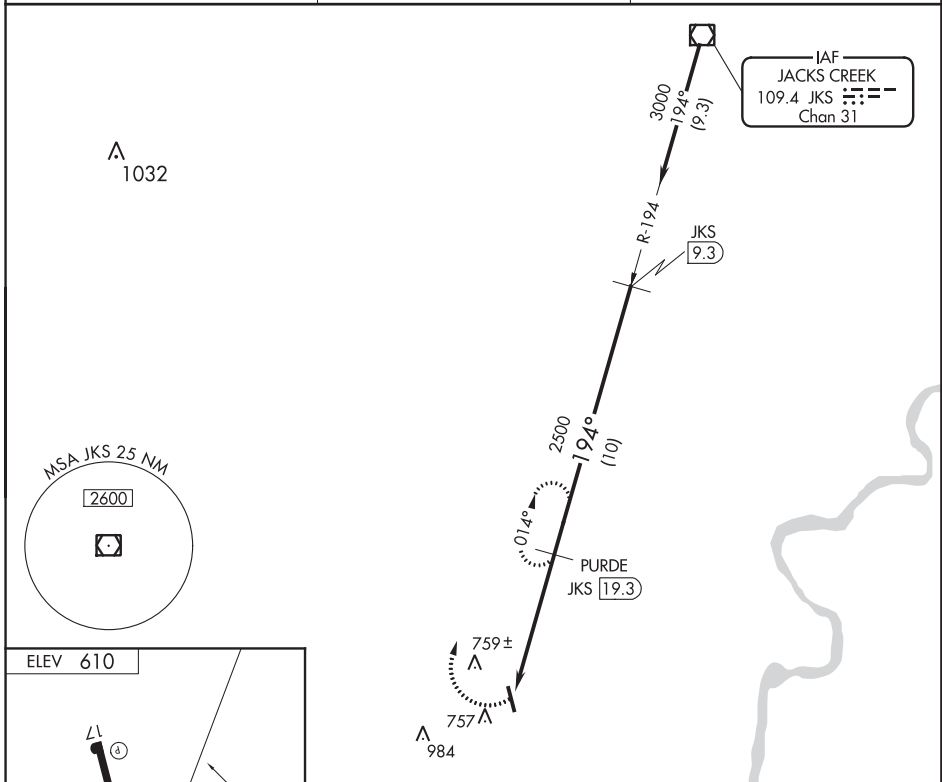 IAF
JACKS CREEK
109.4 JKS
Chan 31
3000
194°
(9.3)
1032
R-194
JKS
9.3
2500
194°
(10)
MSA JKS 25 NM
2600
014°
PURDE
JKS 19.3
759±
ELEV 610
757
984
17
P